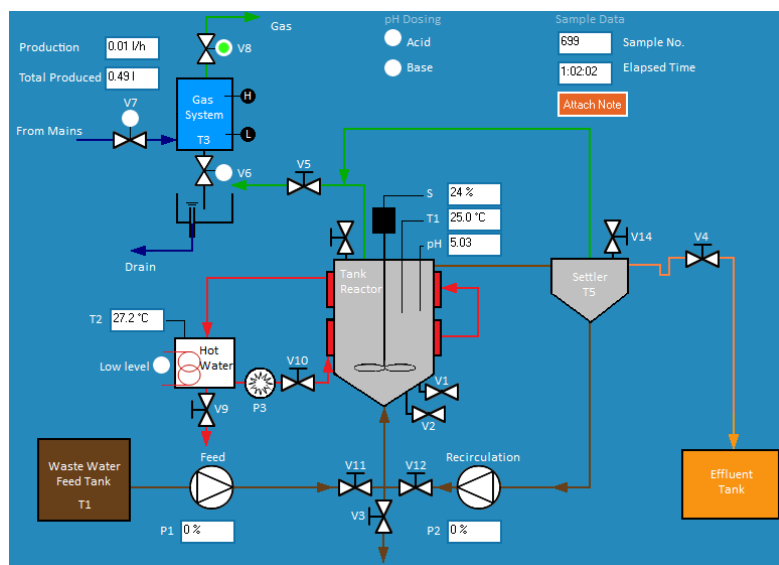 Gas
pH Dosing
Sample Data
Production
0.01 l/h
V8
Acid
699
Sample No.
Total Produced
0.49 l
Base
1:02:02
Elapsed Time
V7
Gas
System
T3
H
L
Attach Note
From Mains
V6
V5
S
24 %
T1
25.0 °C
pH
5.03
V14
V4
Drain
Tank
Reactor
Settler
T5
T2
27.2 °C
Hot
Water
Low level
V10
P3
V9
V1
V2
Waste Water
Feed Tank
T1
Feed
V11
V12
Recirculation
Effluent
Tank
V3
P1
0 %
P2
0 %